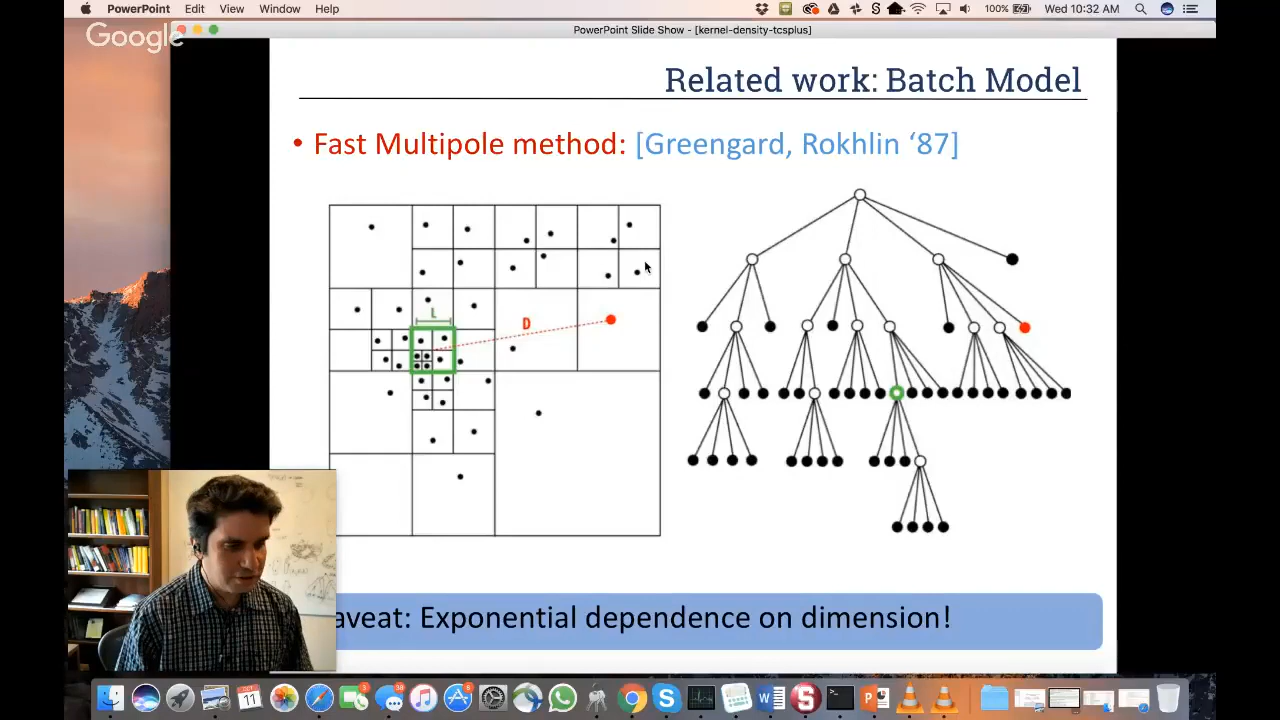 PowerPoint Edit View Window Help
100%
Wed 10:32 AM
Google
PowerPoint Slide Show - [kernel-density-tcsplus]
Related work: Batch Model
• Fast Multipole method: [Greengard, Rokhlin ‘87]
L
D
aveat: Exponential dependence on dimension!